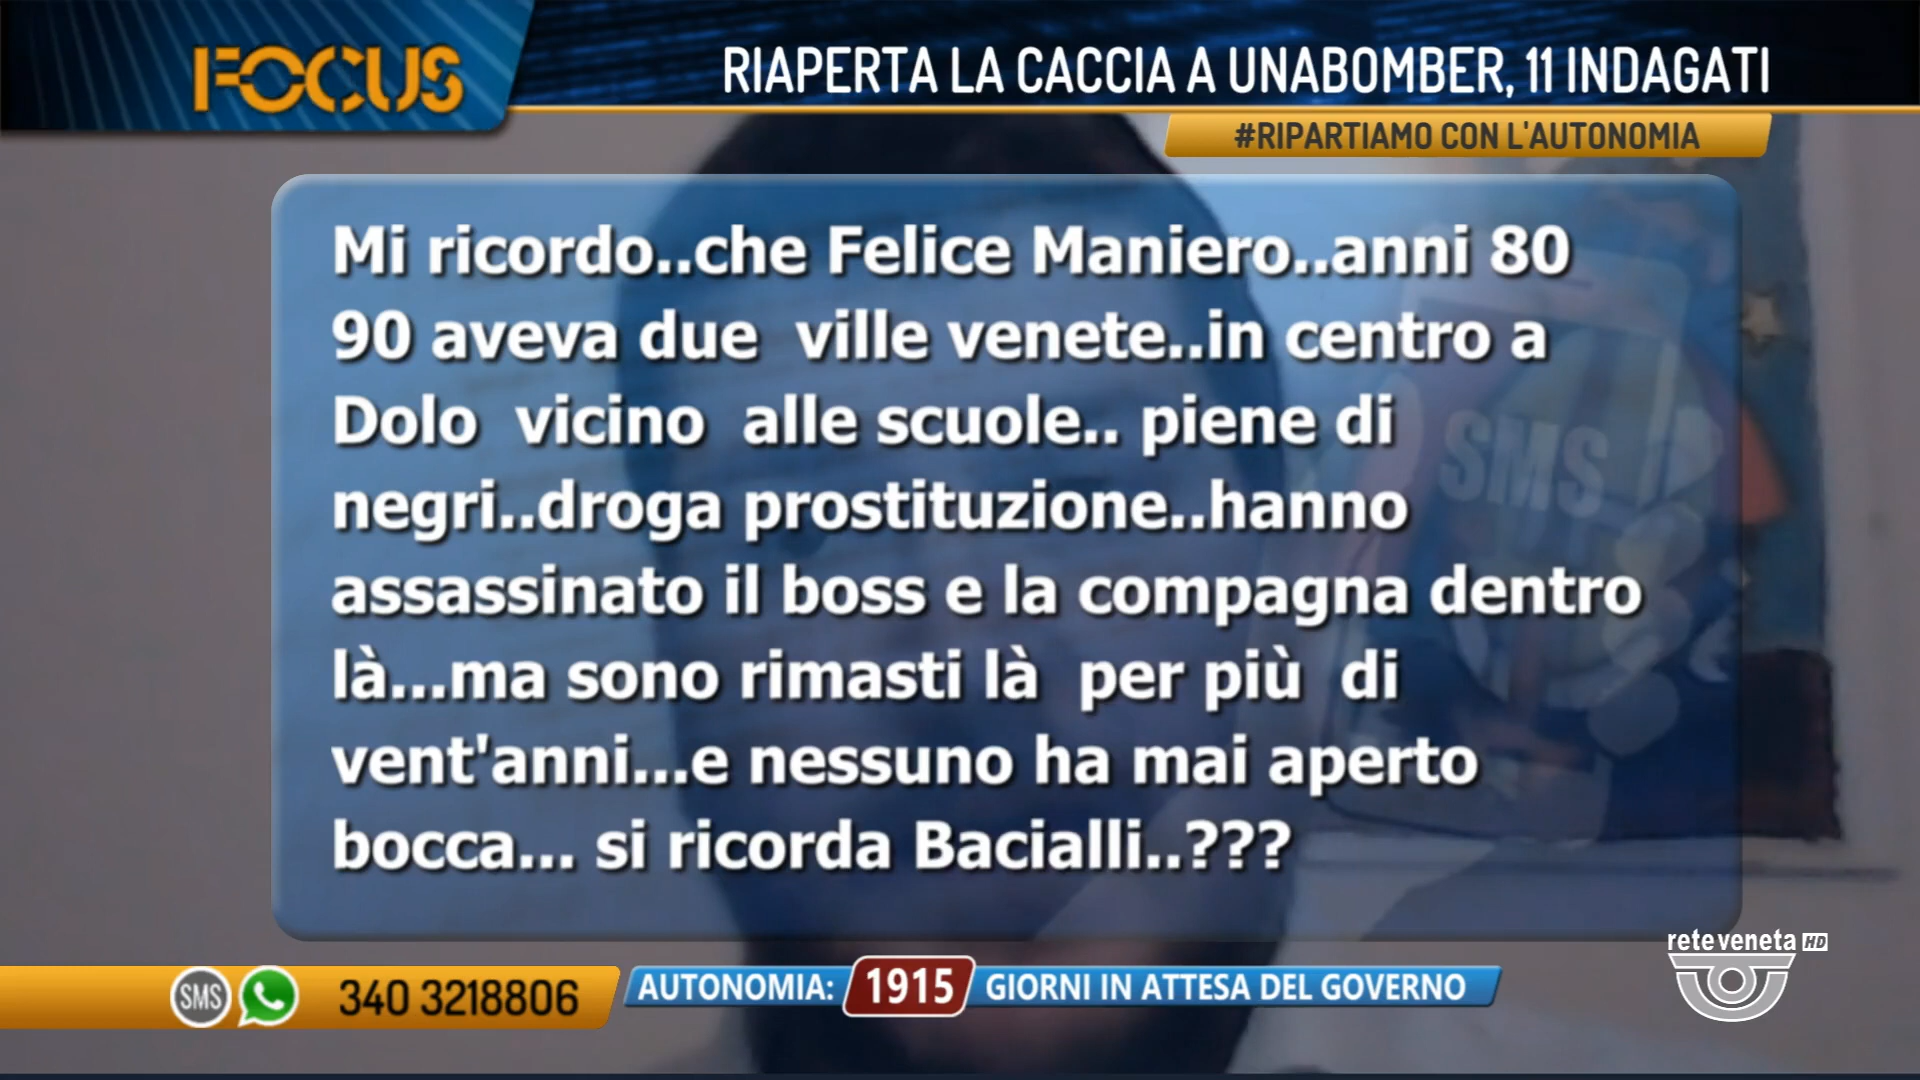 FOCUS
RIAPERTA LA CACCIA A UNABOMBER, 11 INDAGATI
#RIPARTIAMO CON L'AUTONOMIA
Mi ricordo..che Felice Maniero..anni 80
90 aveva due ville venete..in centro a
Dolo vicino alle scuole.. piene di
negri..droga prostituzione..hanno
assassinato il boss e la compagna dentro
là...ma sono rimasti là per più di
vent'anni...e nessuno ha mai aperto
bocca... si ricorda Bacialli..???
SMS
reteveneta HD
SMS 340 3218806
AUTONOMIA: 1915 GIORNI IN ATTESA DEL GOVERNO